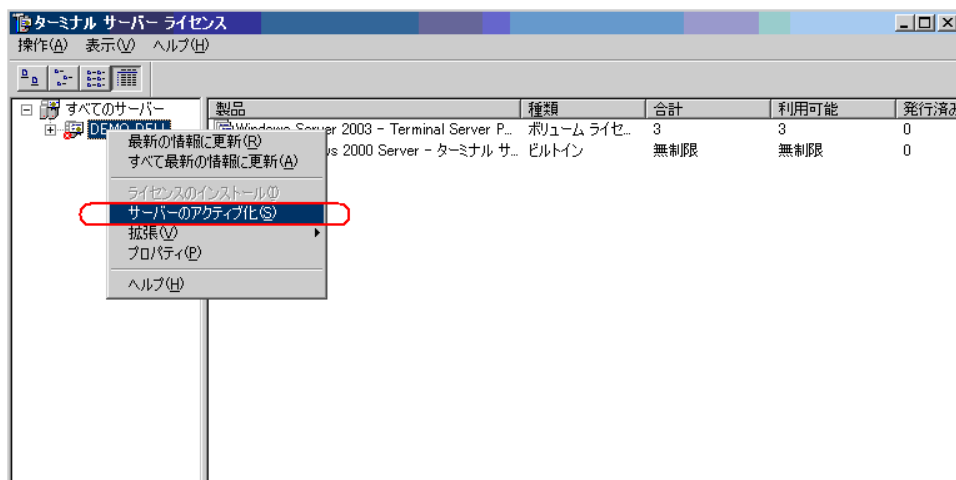 ターミナル サーバー ライセンス
操作(A) 表示(V) ヘルプ(H)
すべてのサーバー
製品 種類 合計 利用可能 発行済み
Server 2003 - Terminal Server P... ボリューム ライセ... 3 3 0
2000 Server - ターミナル サ... ビルトイン 無制限 無制限 0
最新の情報に更新(R)
すべて最新の情報に更新(A)
ライセンスのインストール(I)
サーバーのアクティブ化(S)
拡張(V)
プロパティ(P)
ヘルプ(H)